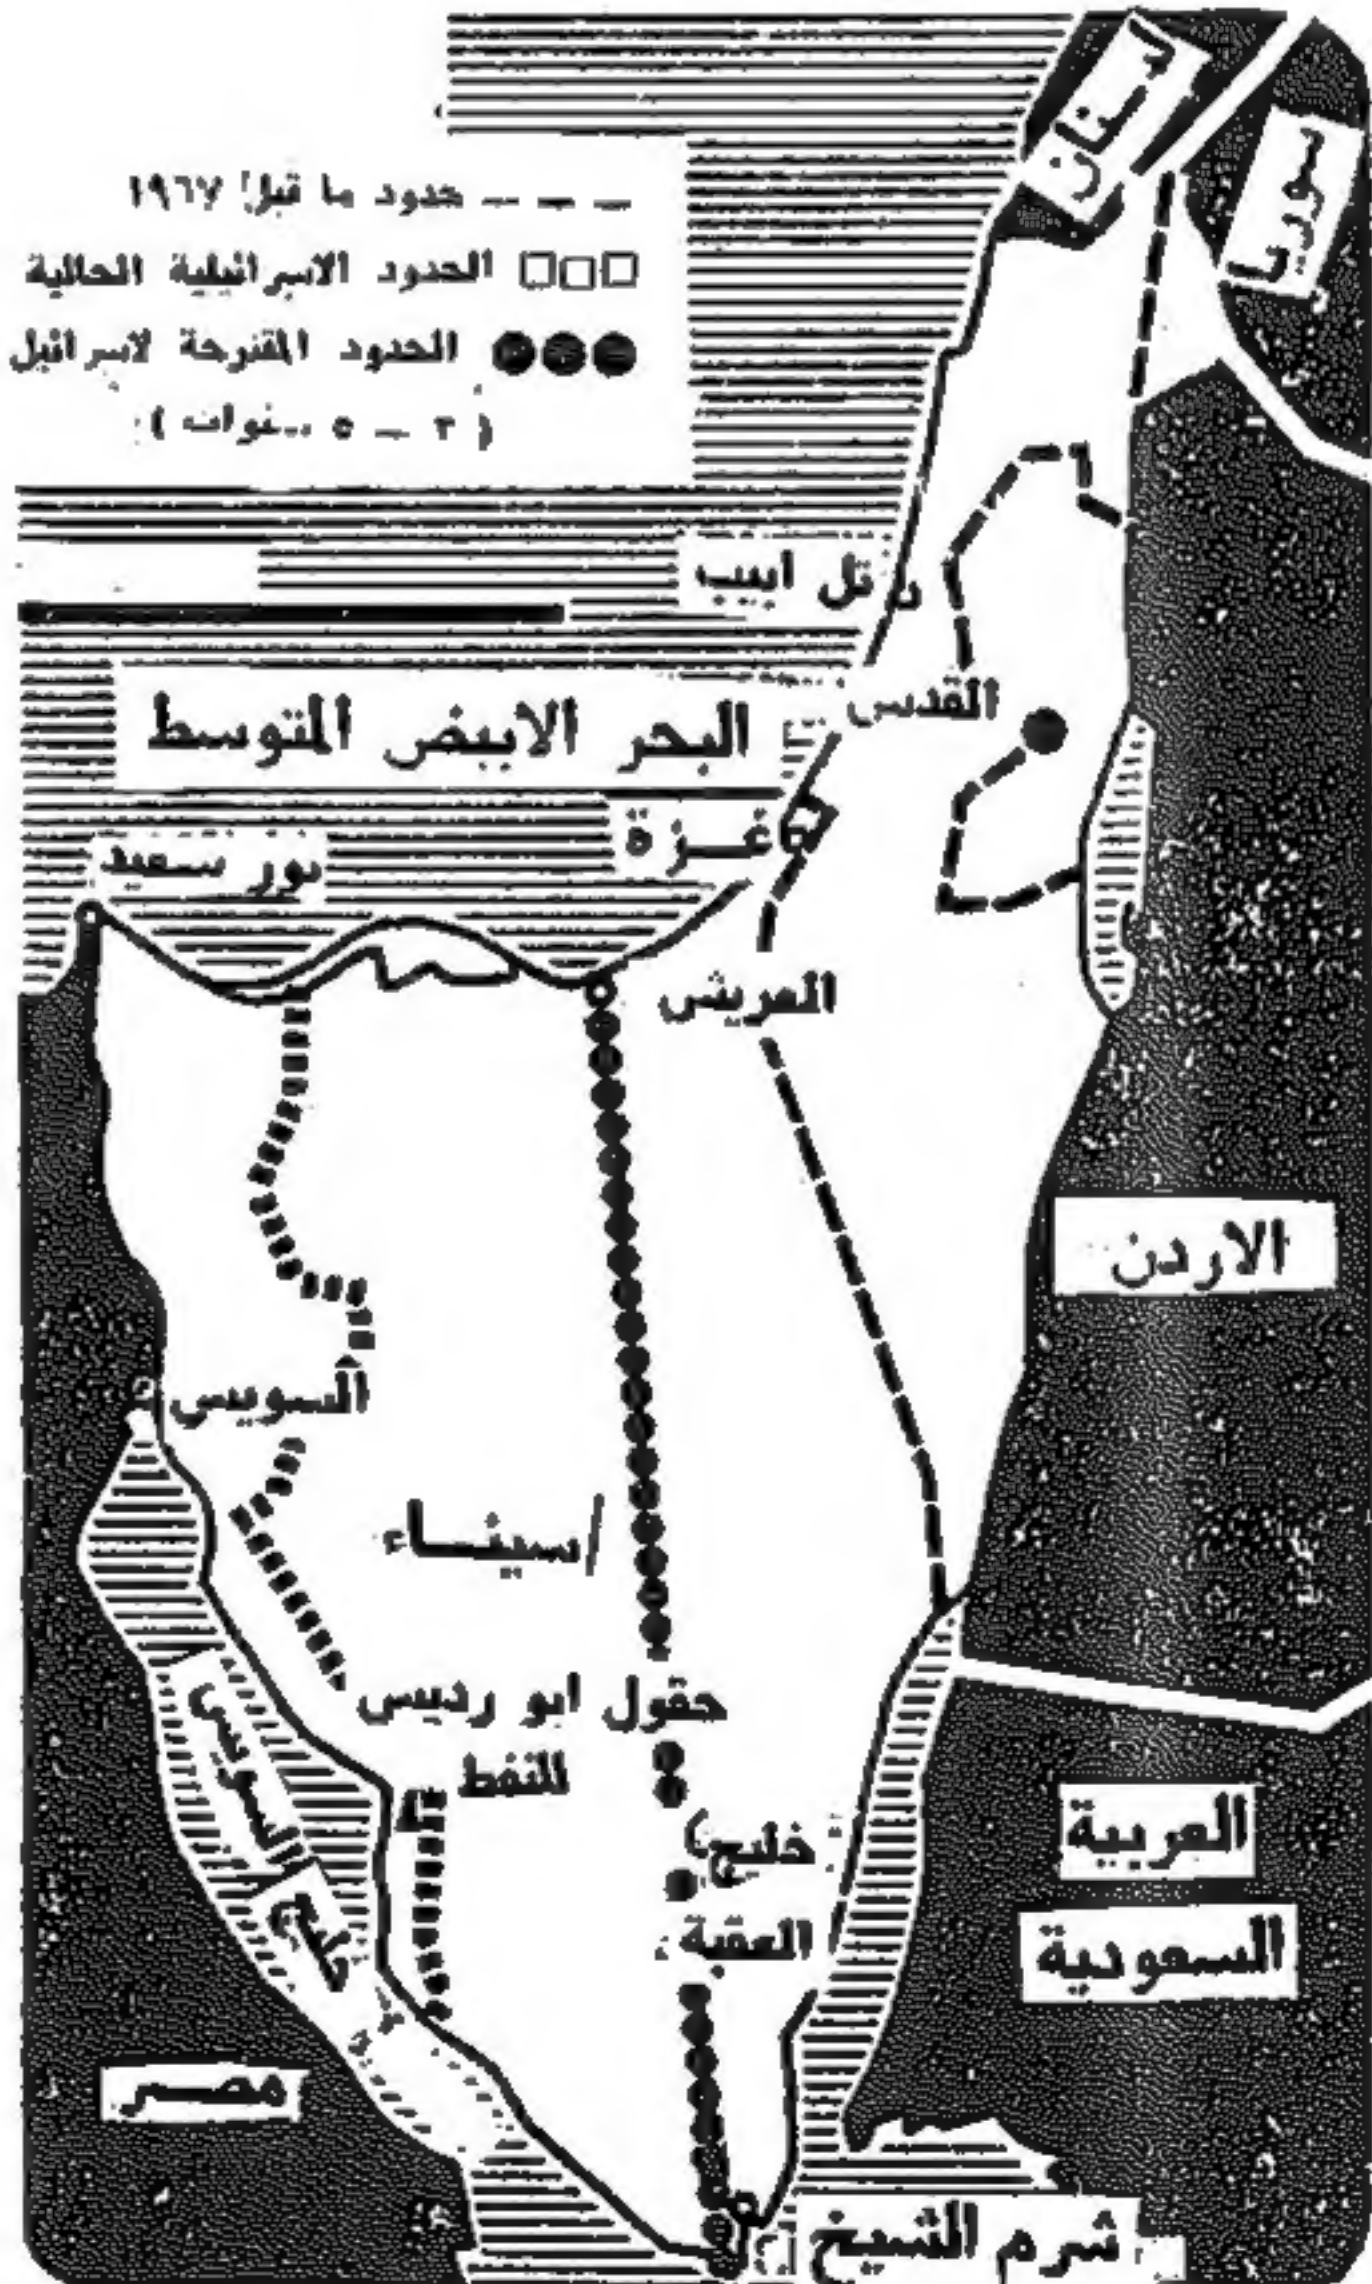 حدود ما قبل ١٩٦٧
الحدود الاسرائيلية الحالية
الحدود المقترحة لاسرائيل
( ٣ – ٥ سنوات )
لبنان
سوريا
تل ابيب
القدس
البحر الابيض المتوسط
غزة
بور سعيد
العريش
الاردن
السويس
سيناء
حقول ابو رديس
للنفط
خليج السويس
خليج
العقبة
العربية
السعودية
مصر
شرم الشيخ